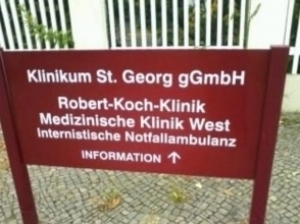 Klinikum St. Georg gGmbH
Robert-Koch-Klinik
Medizinische Klinik West
Internistische Notfallambulanz
INFORMATION ↑